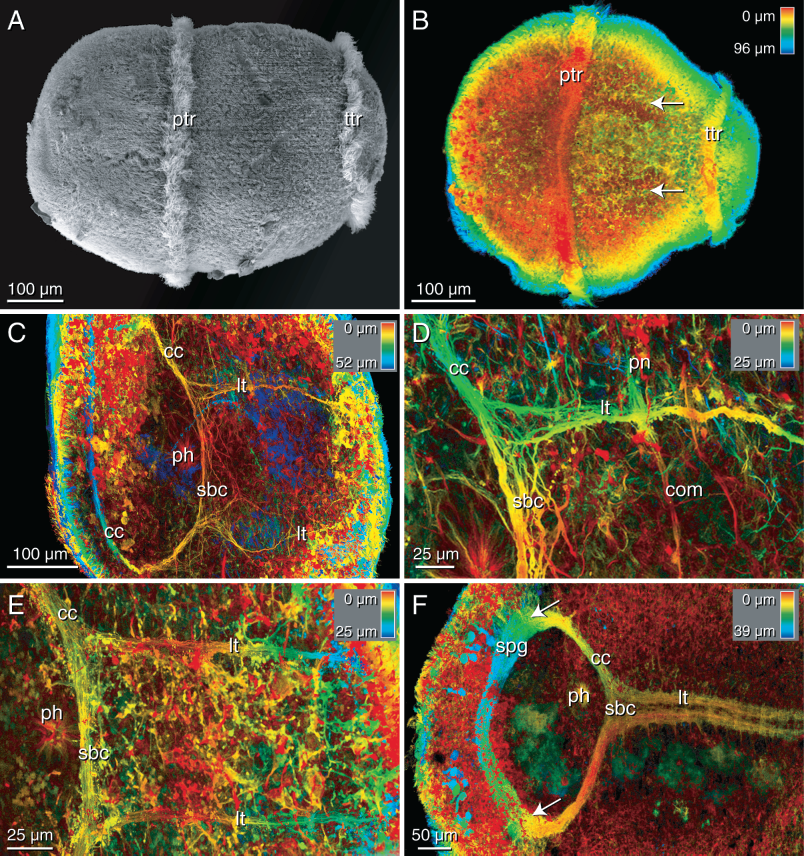 A
ptr
ttr
100 µm
B
0 µm
96 µm
ptr
ttr
100 µm
C
0 µm
52 µm
cc
lt
ph
sbc
cc
lt
100 µm
D
0 µm
25 µm
cc
pn
lt
sbc
com
25 µm
E
0 µm
25 µm
cc
lt
ph
sbc
lt
25 µm
F
0 µm
39 µm
spg
cc
ph
lt
sbc
50 µm